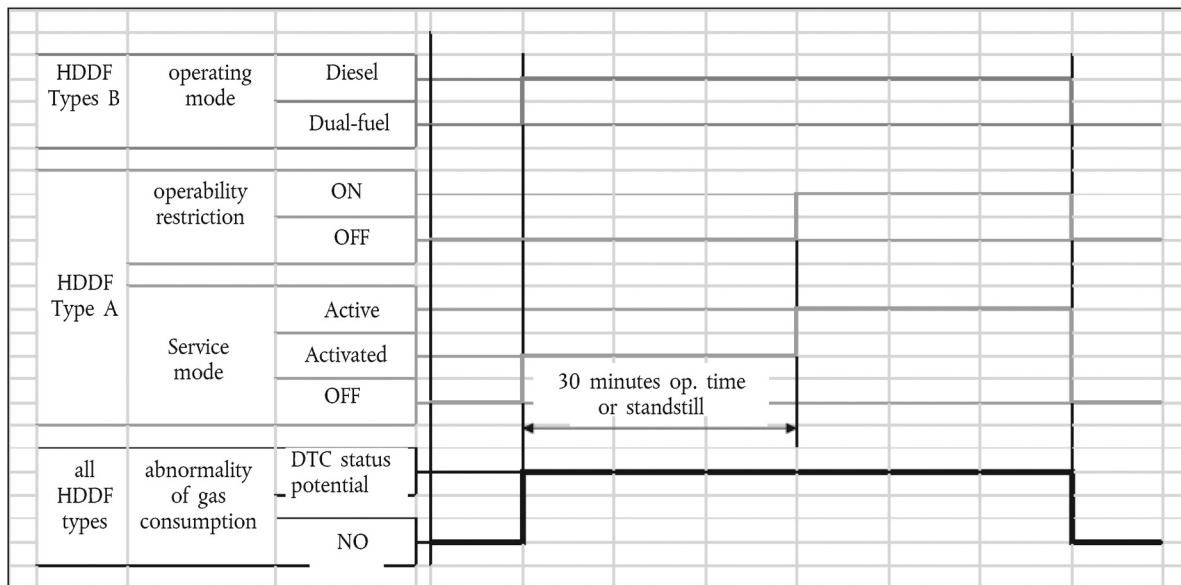 HDDF
Types B
operating
mode
Diesel
Dual-fuel
HDDF
Type A
operability
restriction
ON
OFF
Service
mode
Active
Activated
OFF
30 minutes op. time
or standstill
all
HDDF
types
abnormality
of gas
consumption
DTC status
potential
NO